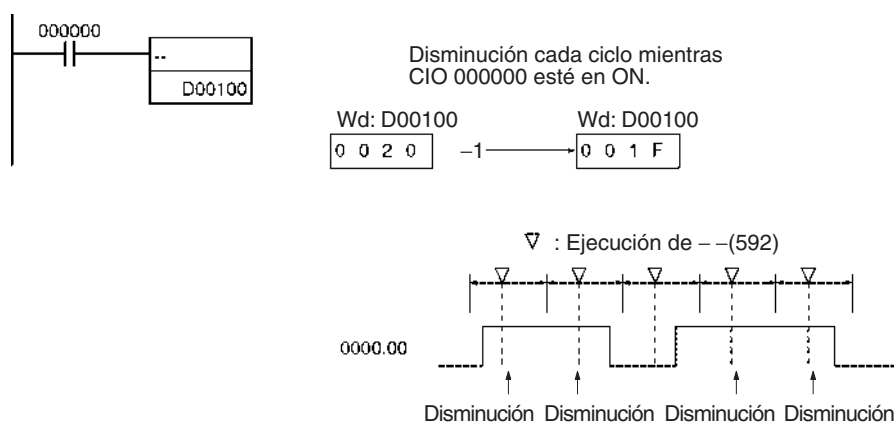 000000
--
D00100
Disminución cada ciclo mientras
CIO 000000 esté en ON.
Wd: D00100 Wd: D00100
0 0 2 0 –1 0 0 1 F
: Ejecución de – –(592)
0000.00
Disminución Disminución Disminución Disminución